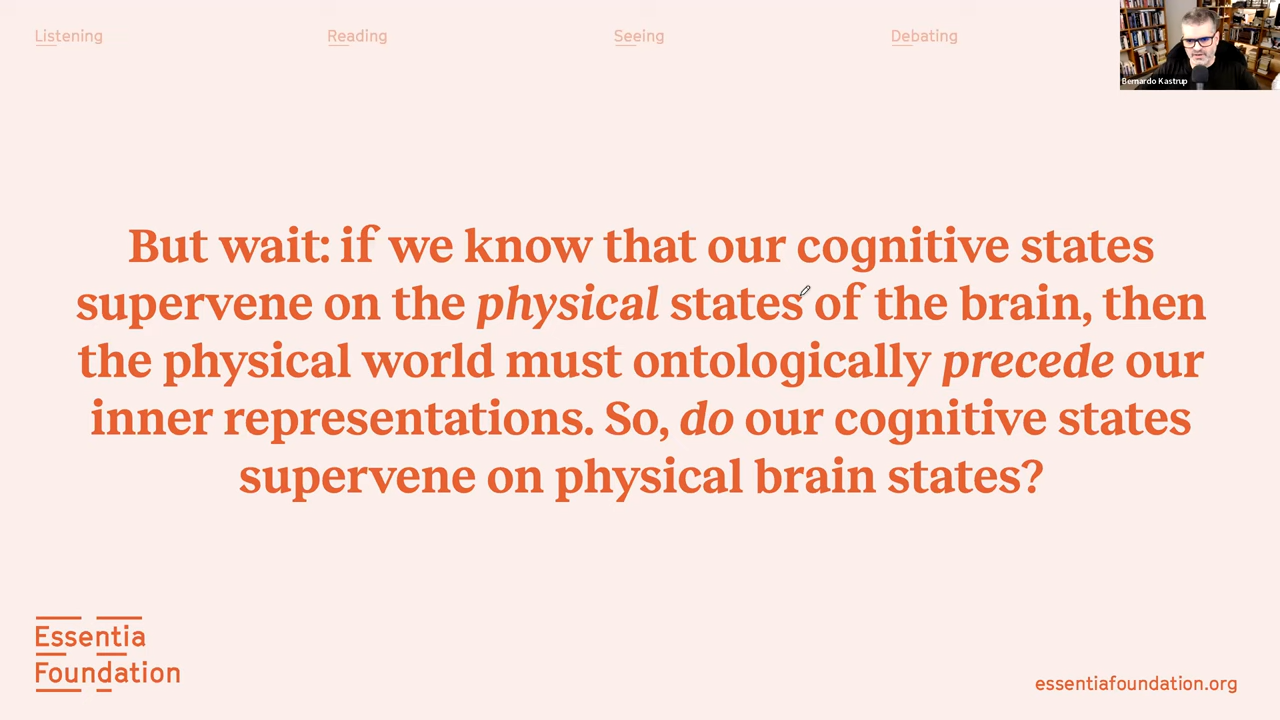 Listening
Reading
Seeing
Debating
Bernardo Kastrup
But wait: if we know that our cognitive states
supervene on the physical states of the brain, then
the physical world must ontologically precede our
inner representations. So, do our cognitive states
supervene on physical brain states?
Essentia
Foundation
essentiafoundation.org